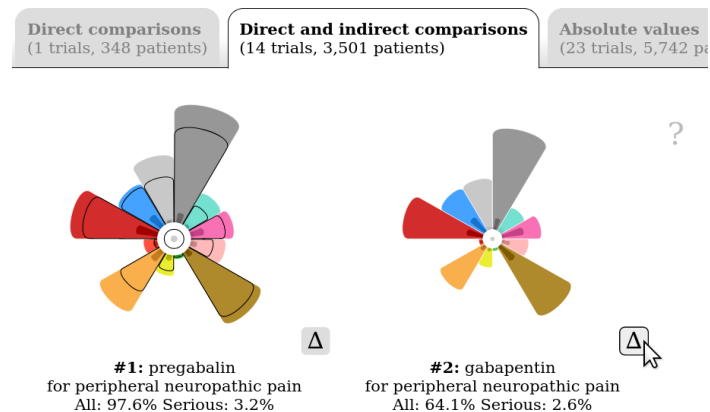 Direct comparisons
(1 trials, 348 patients)
Direct and indirect comparisons
(14 trials, 3,501 patients)
Absolute values
(23 trials, 5,742
?
Δ
Δ
#1: pregabalin
for peripheral neuropathic pain
All: 97.6% Serious: 3.2%
#2: gabapentin
for peripheral neuropathic pain
All: 64.1% Serious: 2.6%